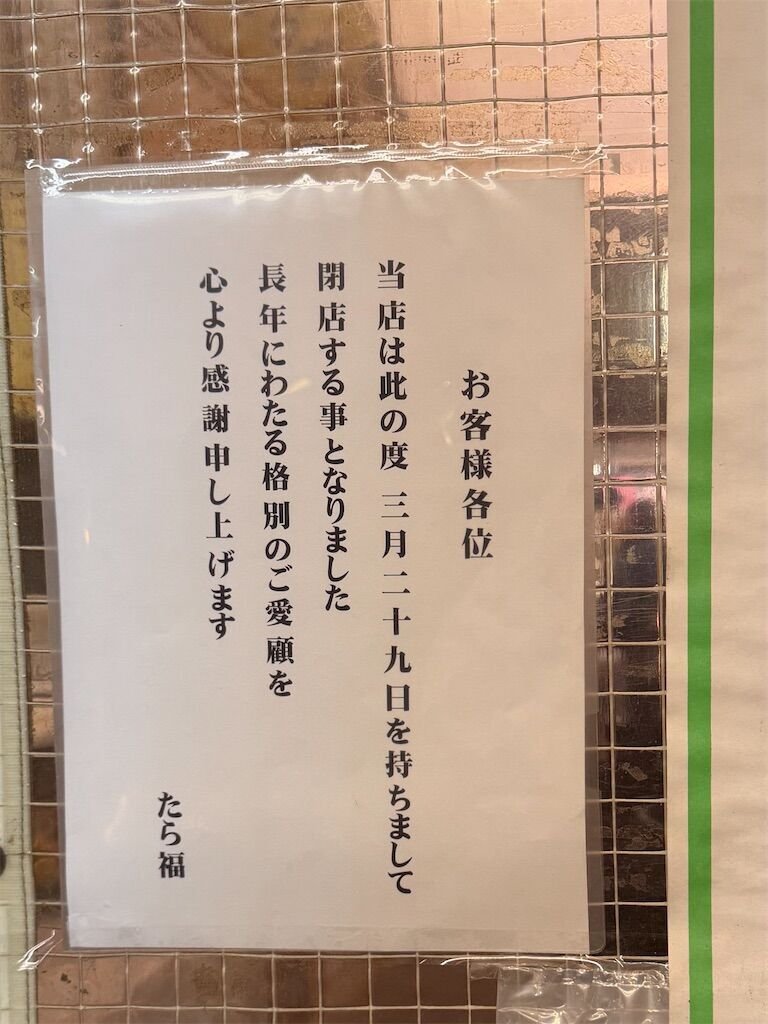 お客様各位
当店は此の度 三月二十九日を持ちまして
閉店する事となりました
長年にわたる格別のご愛顧を
心より感謝申し上げます
たら福